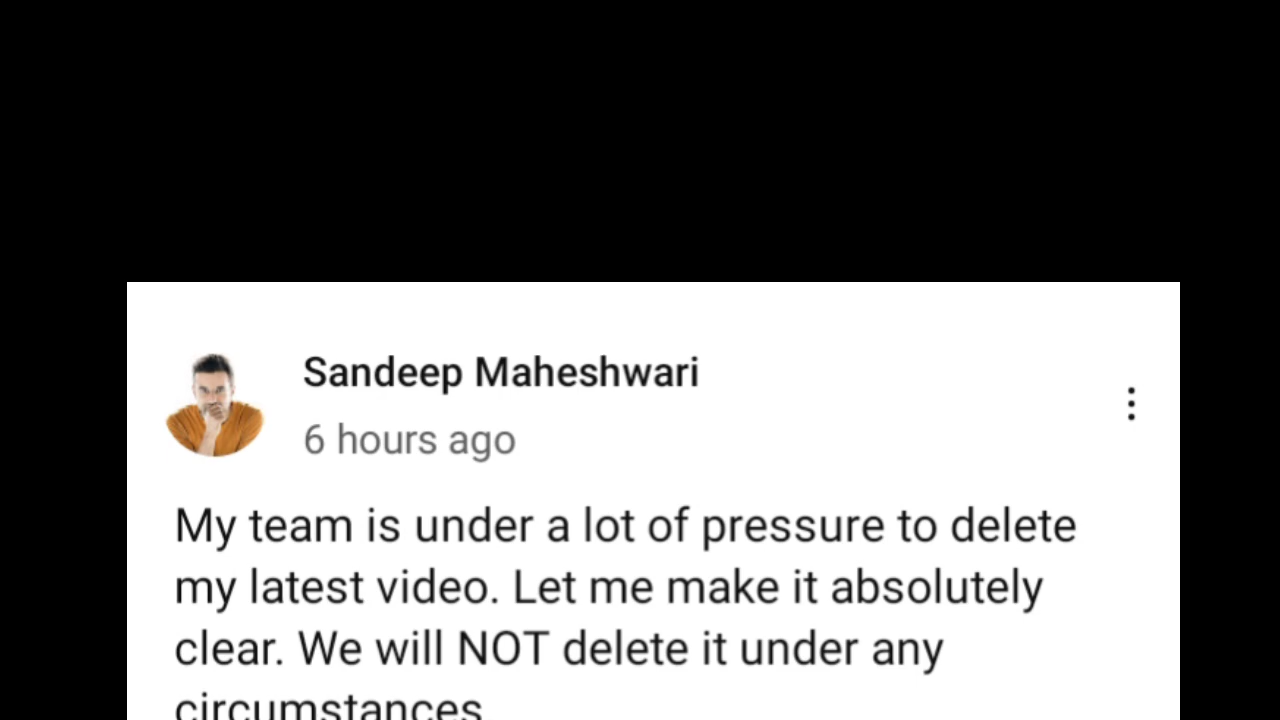 Sandeep Maheshwari
6 hours ago
My team is under a lot of pressure to delete
my latest video. Let me make it absolutely
clear. We will NOT delete it under any
circumstances.